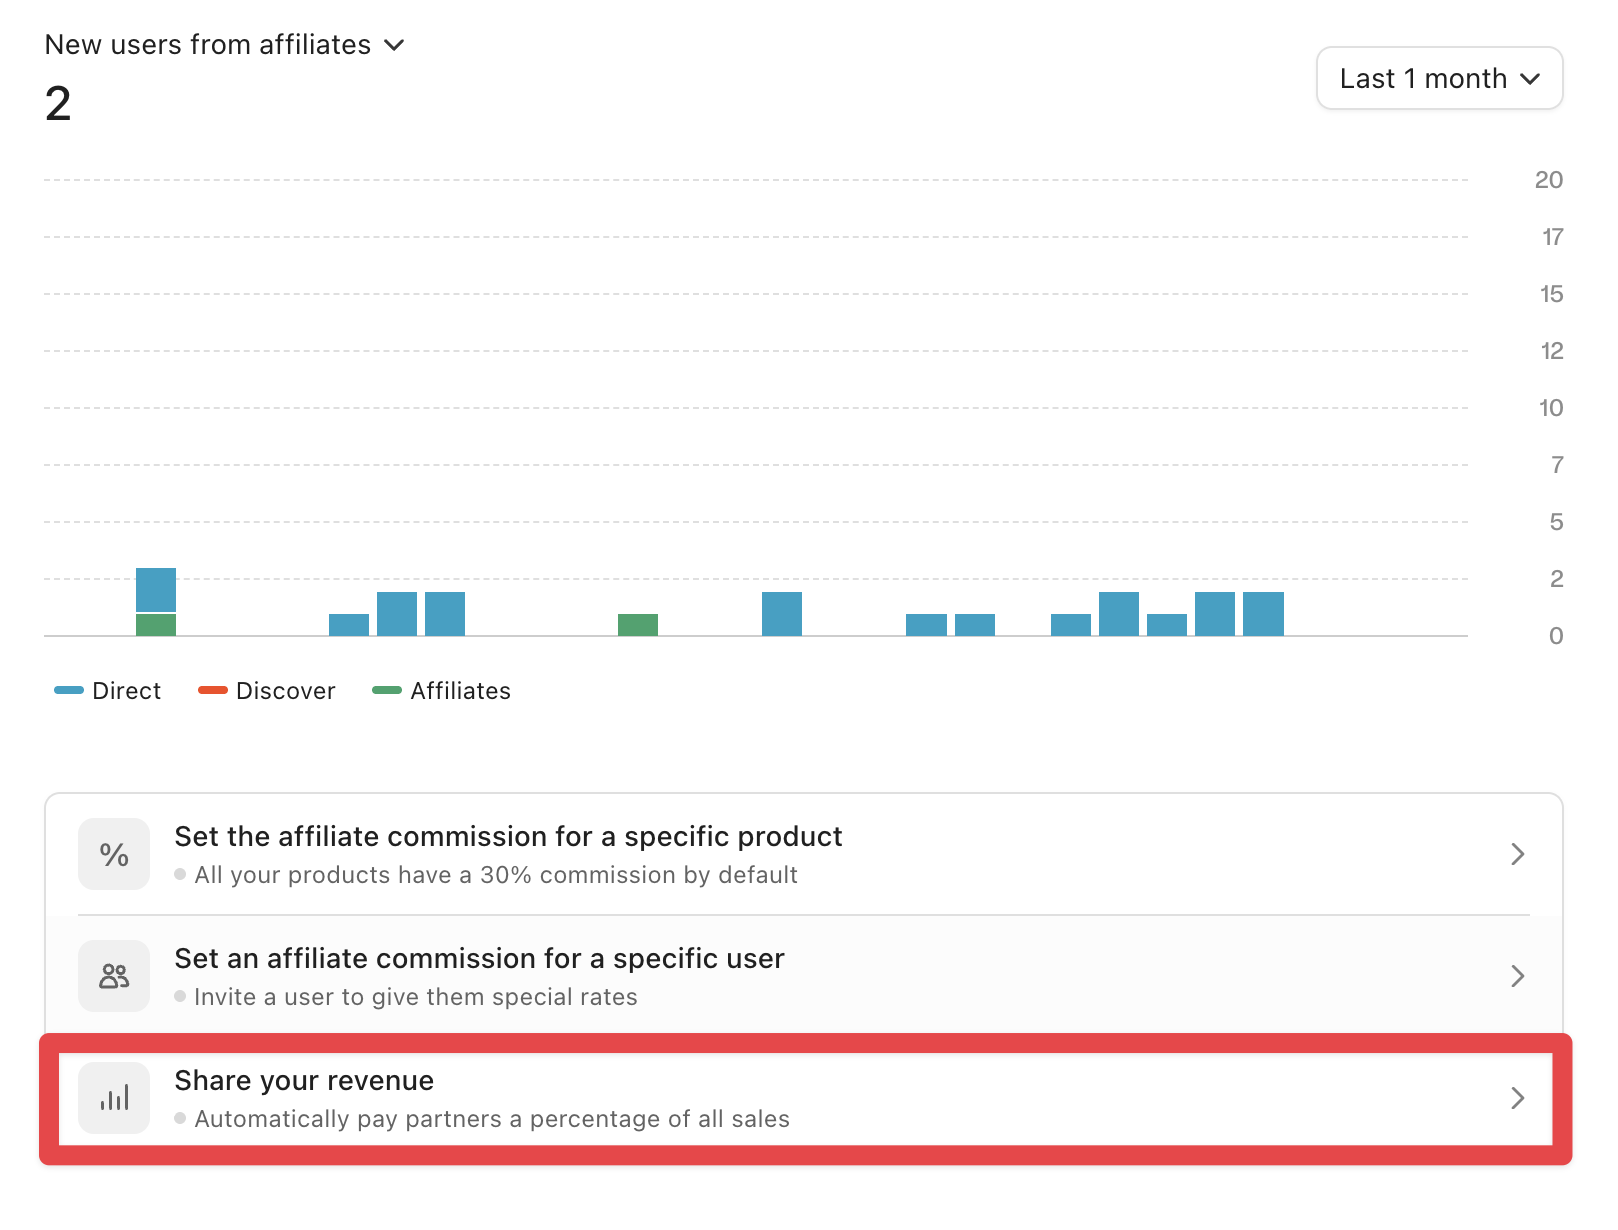 New users from affiliates
2
Last 1 month
20
17
15
12
10
7
5
2
0
Direct
Discover
Affiliates
%
Set the affiliate commission for a specific product
All your products have a 30% commission by default
Set an affiliate commission for a specific user
Invite a user to give them special rates
Share your revenue
Automatically pay partners a percentage of all sales